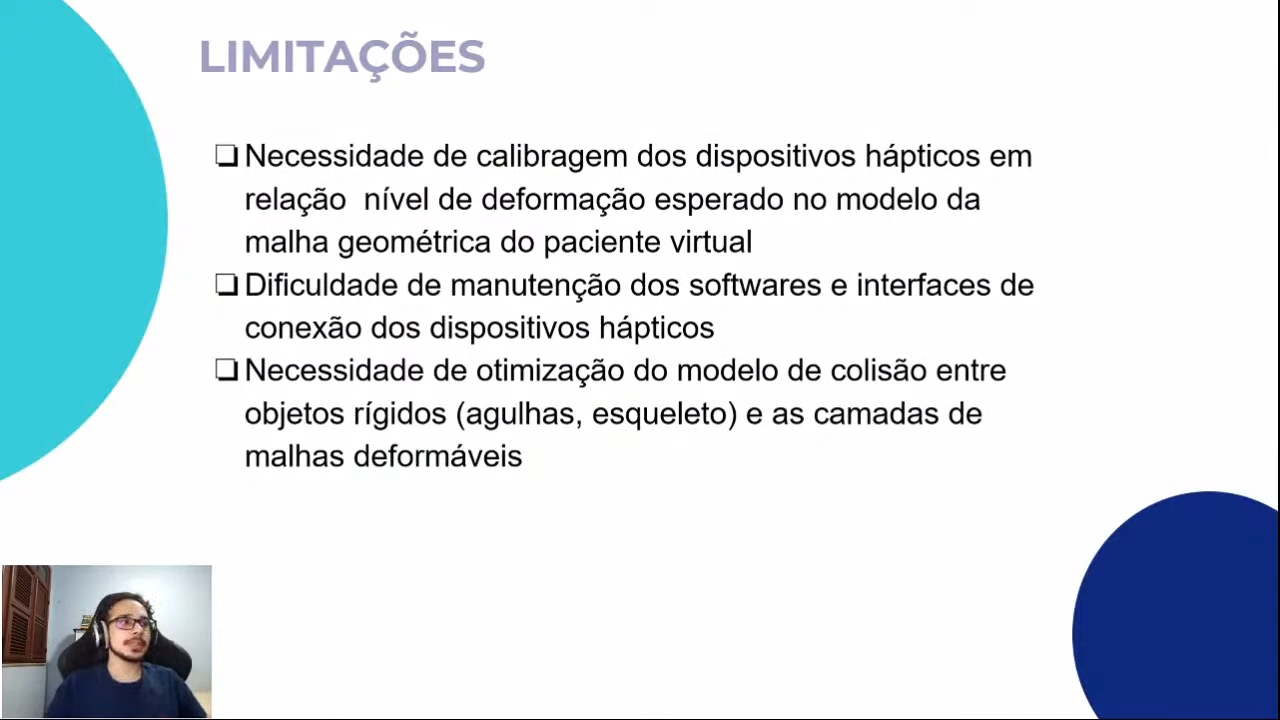 LIMITAÇÕES
❏Necessidade de calibragem dos dispositivos hápticos em
relação  nível de deformação esperado no modelo da
malha geométrica do paciente virtual
❏Dificuldade de manutenção dos softwares e interfaces de
conexão dos dispositivos hápticos
❏Necessidade de otimização do modelo de colisão entre
objetos rígidos (agulhas, esqueleto) e as camadas de
malhas deformáveis